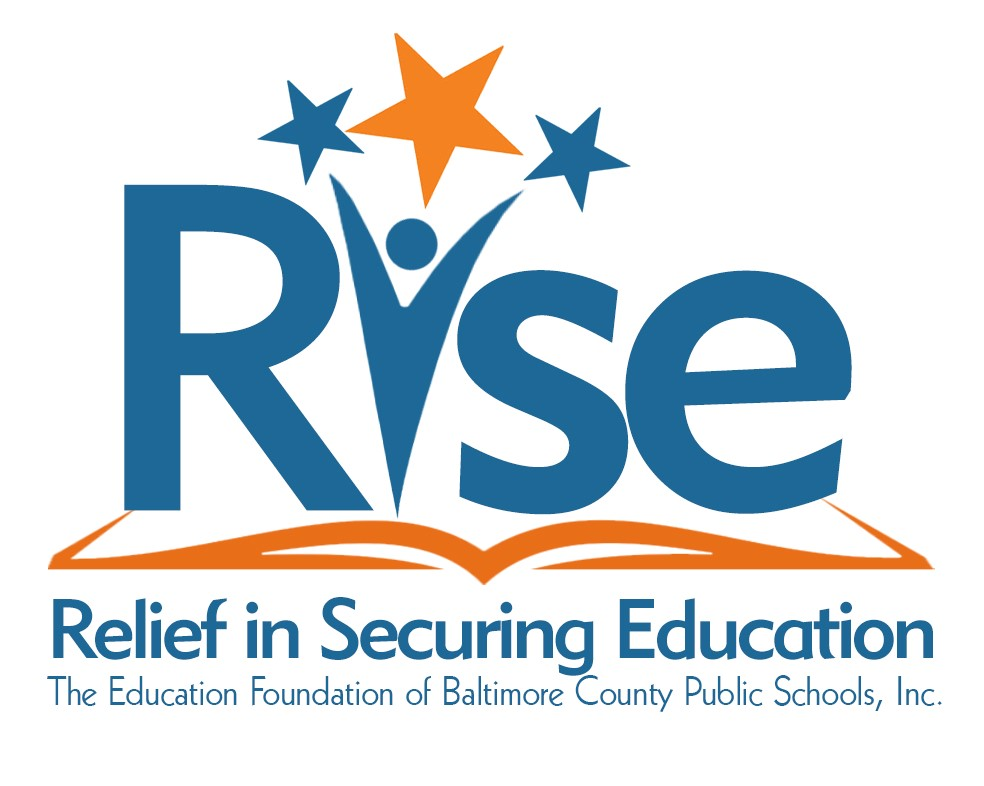 Rise
Relief in Securing Education
The Education Foundation of Baltimore County Public Schools, Inc.